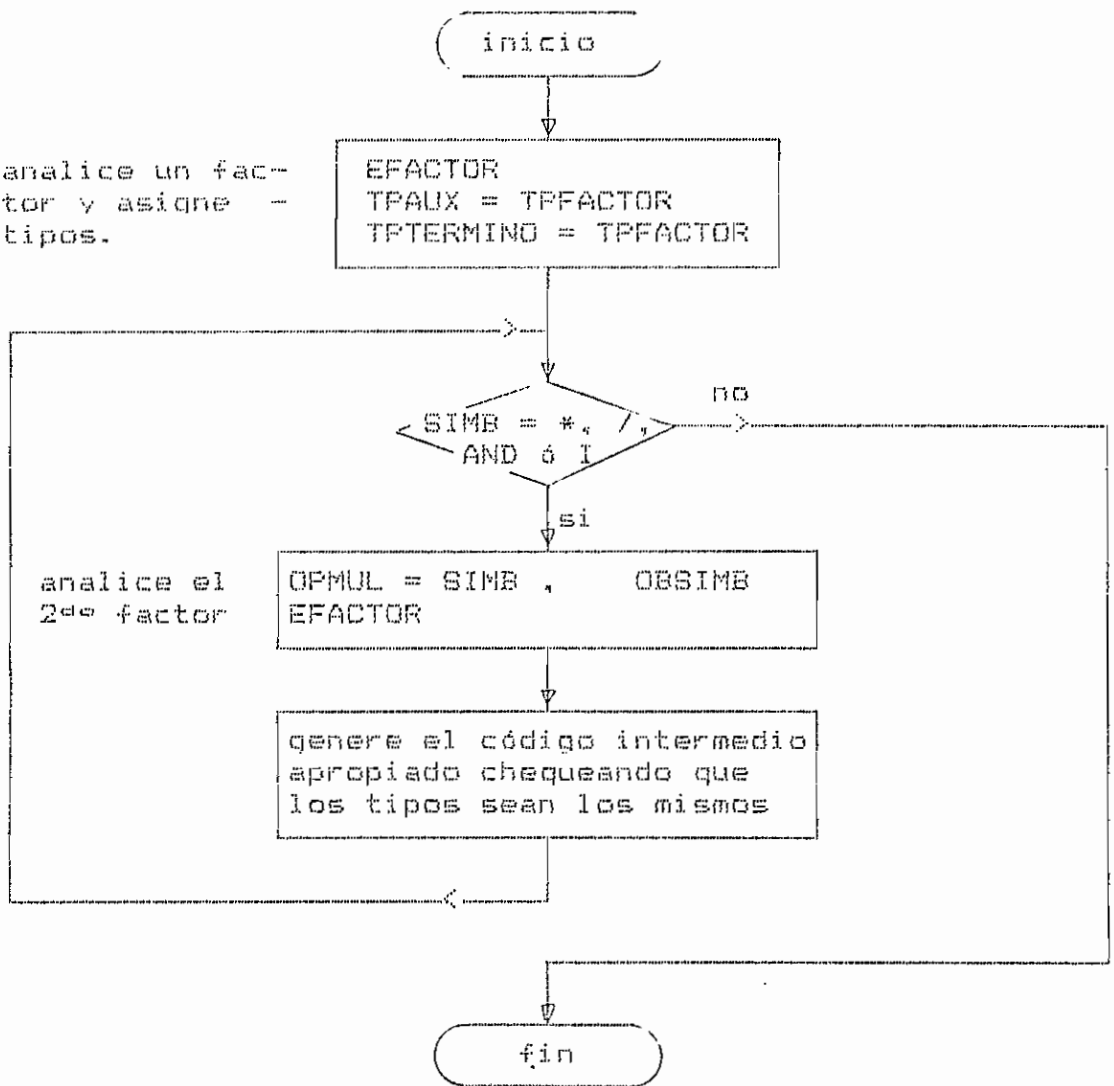 inicio
analice un fac-
tor y asigne -
tipos.
EFACTOR
TPAUX = TPFACTOR
TPTERMINO = TPFACTOR
no
SIMB = *, /,
AND ó I
si
analice el
2do factor
OPMUL = SIMB , OBSIMB
EFACTOR
genere el código intermedio
apropiado chequeando que
los tipos sean los mismos
fin